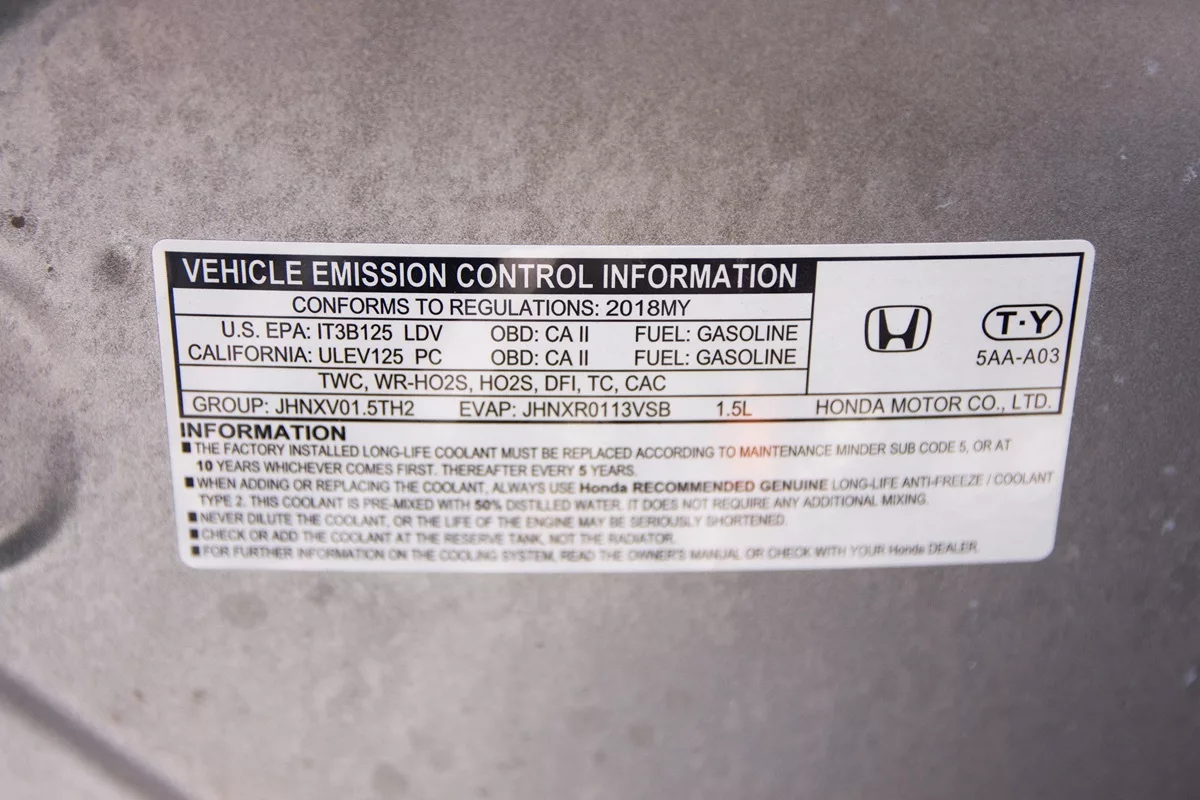 VEHICLE EMISSION CONTROL INFORMATION
CONFORMS TO REGULATIONS: 2018MY
U.S. EPA: IT3B125 LDV OBD: CA II FUEL: GASOLINE
CALIFORNIA: ULEV125 PC OBD: CA II FUEL: GASOLINE
TWC, WR-HO2S, HO2S, DFI, TC, CAC
T·Y
5AA-A03
GROUP: JHNXV01.5TH2 EVAP: JHNXR0113VSB 1.5L HONDA MOTOR CO., LTD.
INFORMATION
■ THE FACTORY INSTALLED LONG-LIFE COOLANT MUST BE REPLACED ACCORDING TO MAINTENANCE MINDER SUB CODE 5, OR AT
10 YEARS WHICHEVER COMES FIRST. THEREAFTER EVERY 5 YEARS.
■ WHEN ADDING OR REPLACING THE COOLANT, ALWAYS USE Honda RECOMMENDED GENUINE LONG-LIFE ANTI-FREEZE / COOLANT
TYPE 2. THIS COOLANT IS PRE-MIXED WITH 50% DISTILLED WATER. IT DOES NOT REQUIRE ANY ADDITIONAL MIXING.
■ NEVER DILUTE THE COOLANT, OR THE LIFE OF THE ENGINE MAY BE SERIOUSLY SHORTENED.
■ CHECK OR ADD THE COOLANT AT THE RESERVE TANK, NOT THE RADIATOR.
■ FOR FURTHER INFORMATION ON THE COOLING SYSTEM, READ THE OWNER'S MANUAL OR CHECK WITH YOUR Honda DEALER.